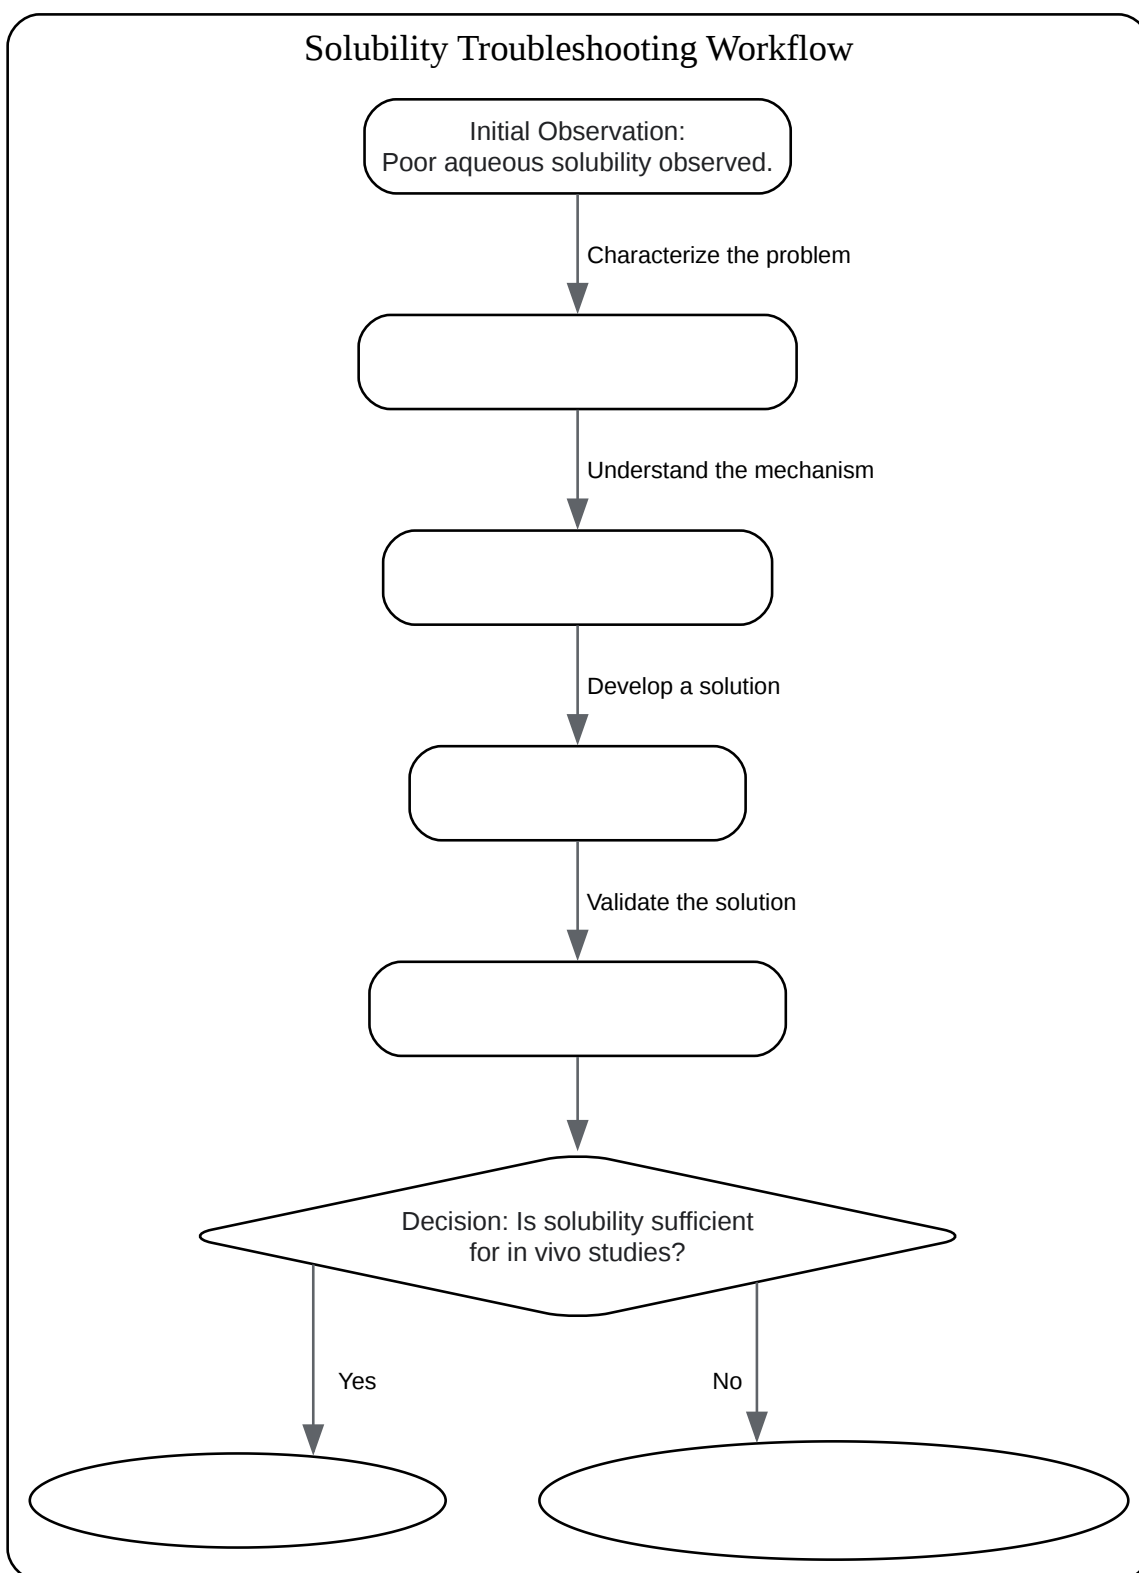 Solubility Troubleshooting Workflow
Initial Observation:
Poor aqueous solubility observed.
Characterize the problem
Understand the mechanism
Develop a solution
Validate the solution
Decision: Is solubility sufficient
for in vivo studies?
Yes
No